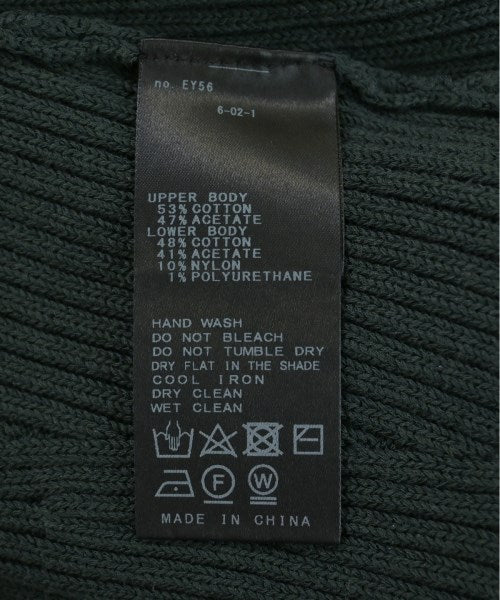 no. EY56
6-02-1
UPPER BODY
53% COTTON
47% ACETATE
LOWER BODY
48% COTTON
41% ACETATE
10% NYLON
1% POLYURETHANE
HAND WASH
DO NOT BLEACH
DO NOT TUMBLE DRY
DRY FLAT IN THE SHADE
COOL IRON
DRY CLEAN
WET CLEAN
F W
MADE IN CHINA